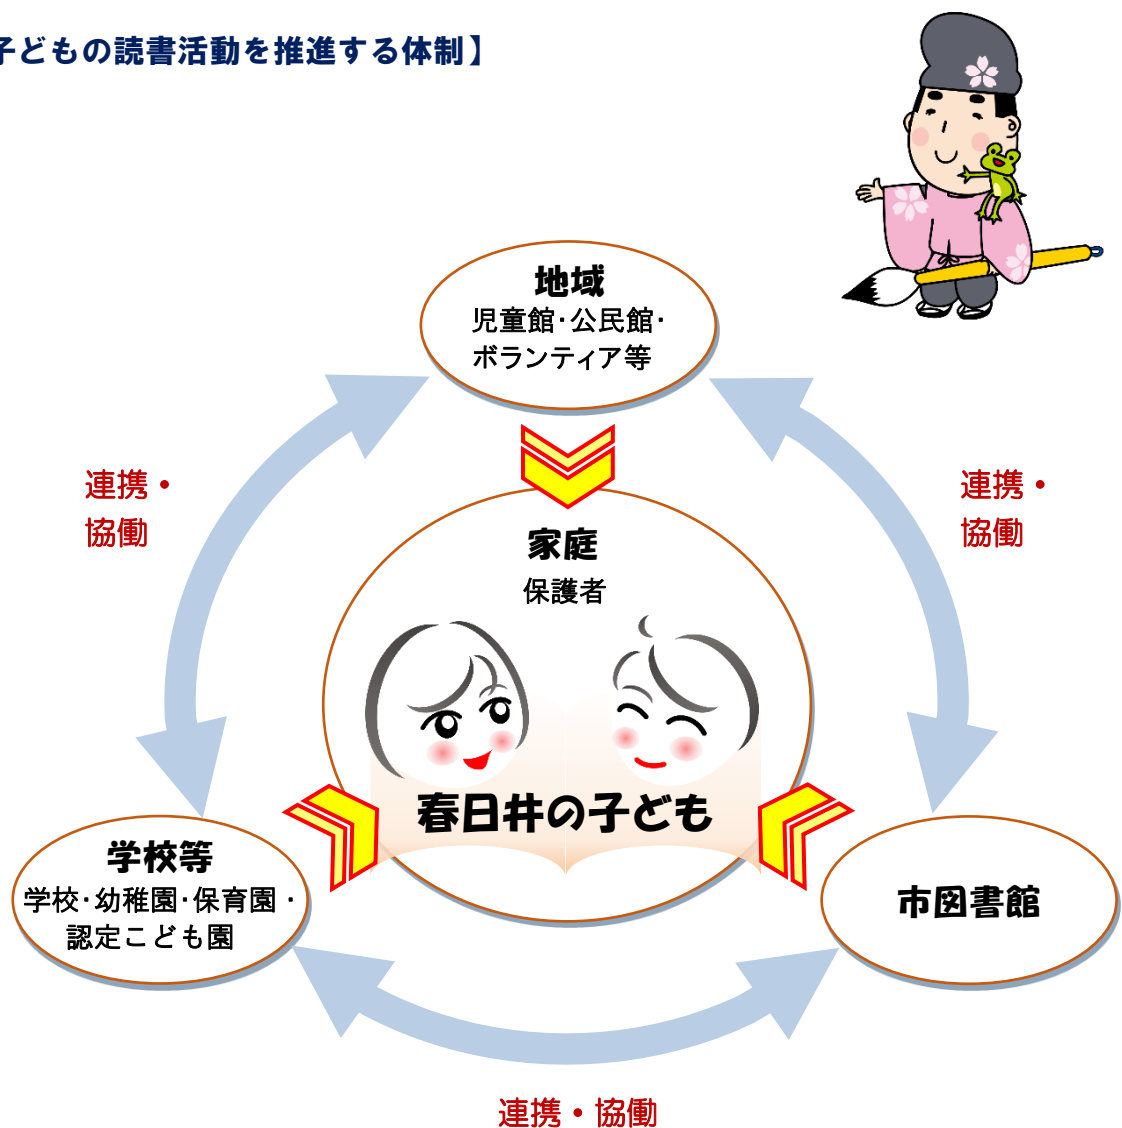 子どもの読書活動を推進する体制】
地域
児童館・公民館・
ボランティア等
連携・
協働
連携・
協働
家庭
保護者
春日井の子ども
学校等
学校・幼稚園・保育園・
認定こども園
市図書館
連携・協働